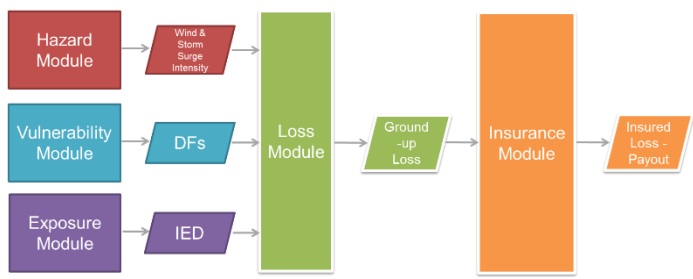 Hazard
Module
Wind &
Storm
Surge
Intensity
Vulnerability
Module
DFs
Exposure
Module
IED
Loss
Module
Ground
-up
Loss
Insurance
Module
Insured
Loss -
Payout